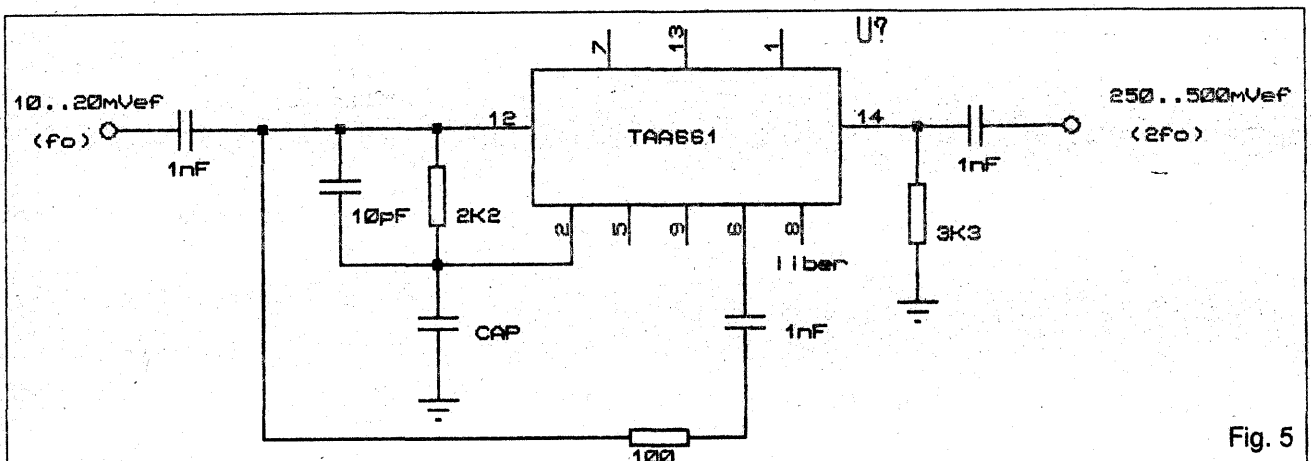 U?
7
13
1
10..20mVef
(fo)
1nF
12
TAA661
14
1nF
250..500mVef
(2fo)
10pF
2K2
2
5
9
6
8
liber
3K3
CAP
1nF
100
Fig. 5